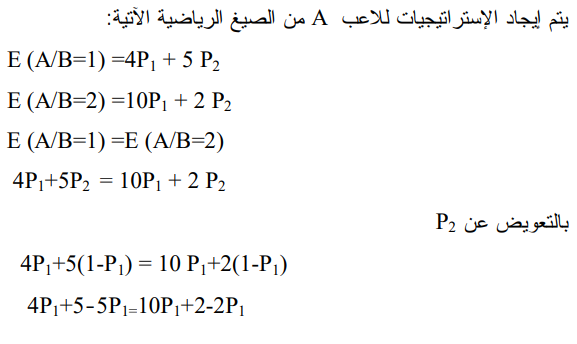 يتم إيجاد الإستراتيجيات للاعب A من الصيغ الرياضية الآتية:
E (A/B=1) =4P₁ + 5 P₂
E (A/B=2) =10P₁ + 2 P₂
E (A/B=1) =E (A/B=2)
4P₁+5P₂ = 10P₁ + 2 P₂
بالتعويض عن P₂
4P₁+5(1-P₁) = 10 P₁+2(1-P₁)
4P₁+5-5P₁=10P₁+2-2P₁